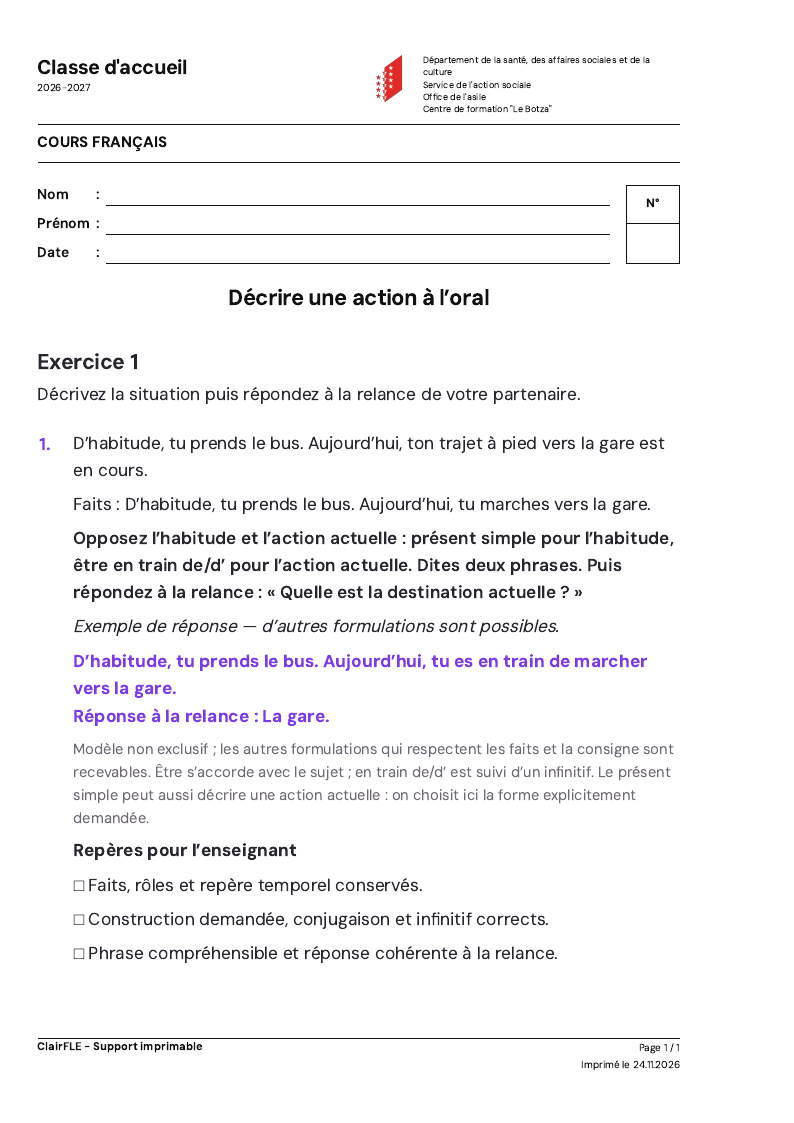 Classe d'accueil
2026-2027
Département de la santé, des affaires sociales et de la
culture
Service de l'action sociale
Office de l'asile
Centre de formation "Le Botza"
COURS FRANÇAIS
Nom :
Prénom :
Date :
N°
Décrire une action à l’oral
Exercice 1
Décrivez la situation puis répondez à la relance de votre partenaire.
1. D’habitude, tu prends le bus. Aujourd’hui, ton trajet à pied vers la gare est
en cours.
Faits : D’habitude, tu prends le bus. Aujourd’hui, tu marches vers la gare.
Opposez l’habitude et l’action actuelle : présent simple pour l’habitude,
être en train de/d’ pour l’action actuelle. Dites deux phrases. Puis
répondez à la relance : « Quelle est la destination actuelle ? »
Exemple de réponse — d’autres formulations sont possibles.
D’habitude, tu prends le bus. Aujourd’hui, tu es en train de marcher
vers la gare.
Réponse à la relance : La gare.
Modèle non exclusif ; les autres formulations qui respectent les faits et la consigne sont
recevables. Être s’accorde avec le sujet ; en train de/d’ est suivi d’un infinitif. Le présent
simple peut aussi décrire une action actuelle : on choisit ici la forme explicitement
demandée.
Repères pour l’enseignant
☐ Faits, rôles et repère temporel conservés.
☐ Construction demandée, conjugaison et infinitif corrects.
☐ Phrase compréhensible et réponse cohérente à la relance.
ClairFLE - Support imprimable
Page 1 / 1
Imprimé le 24.11.2026